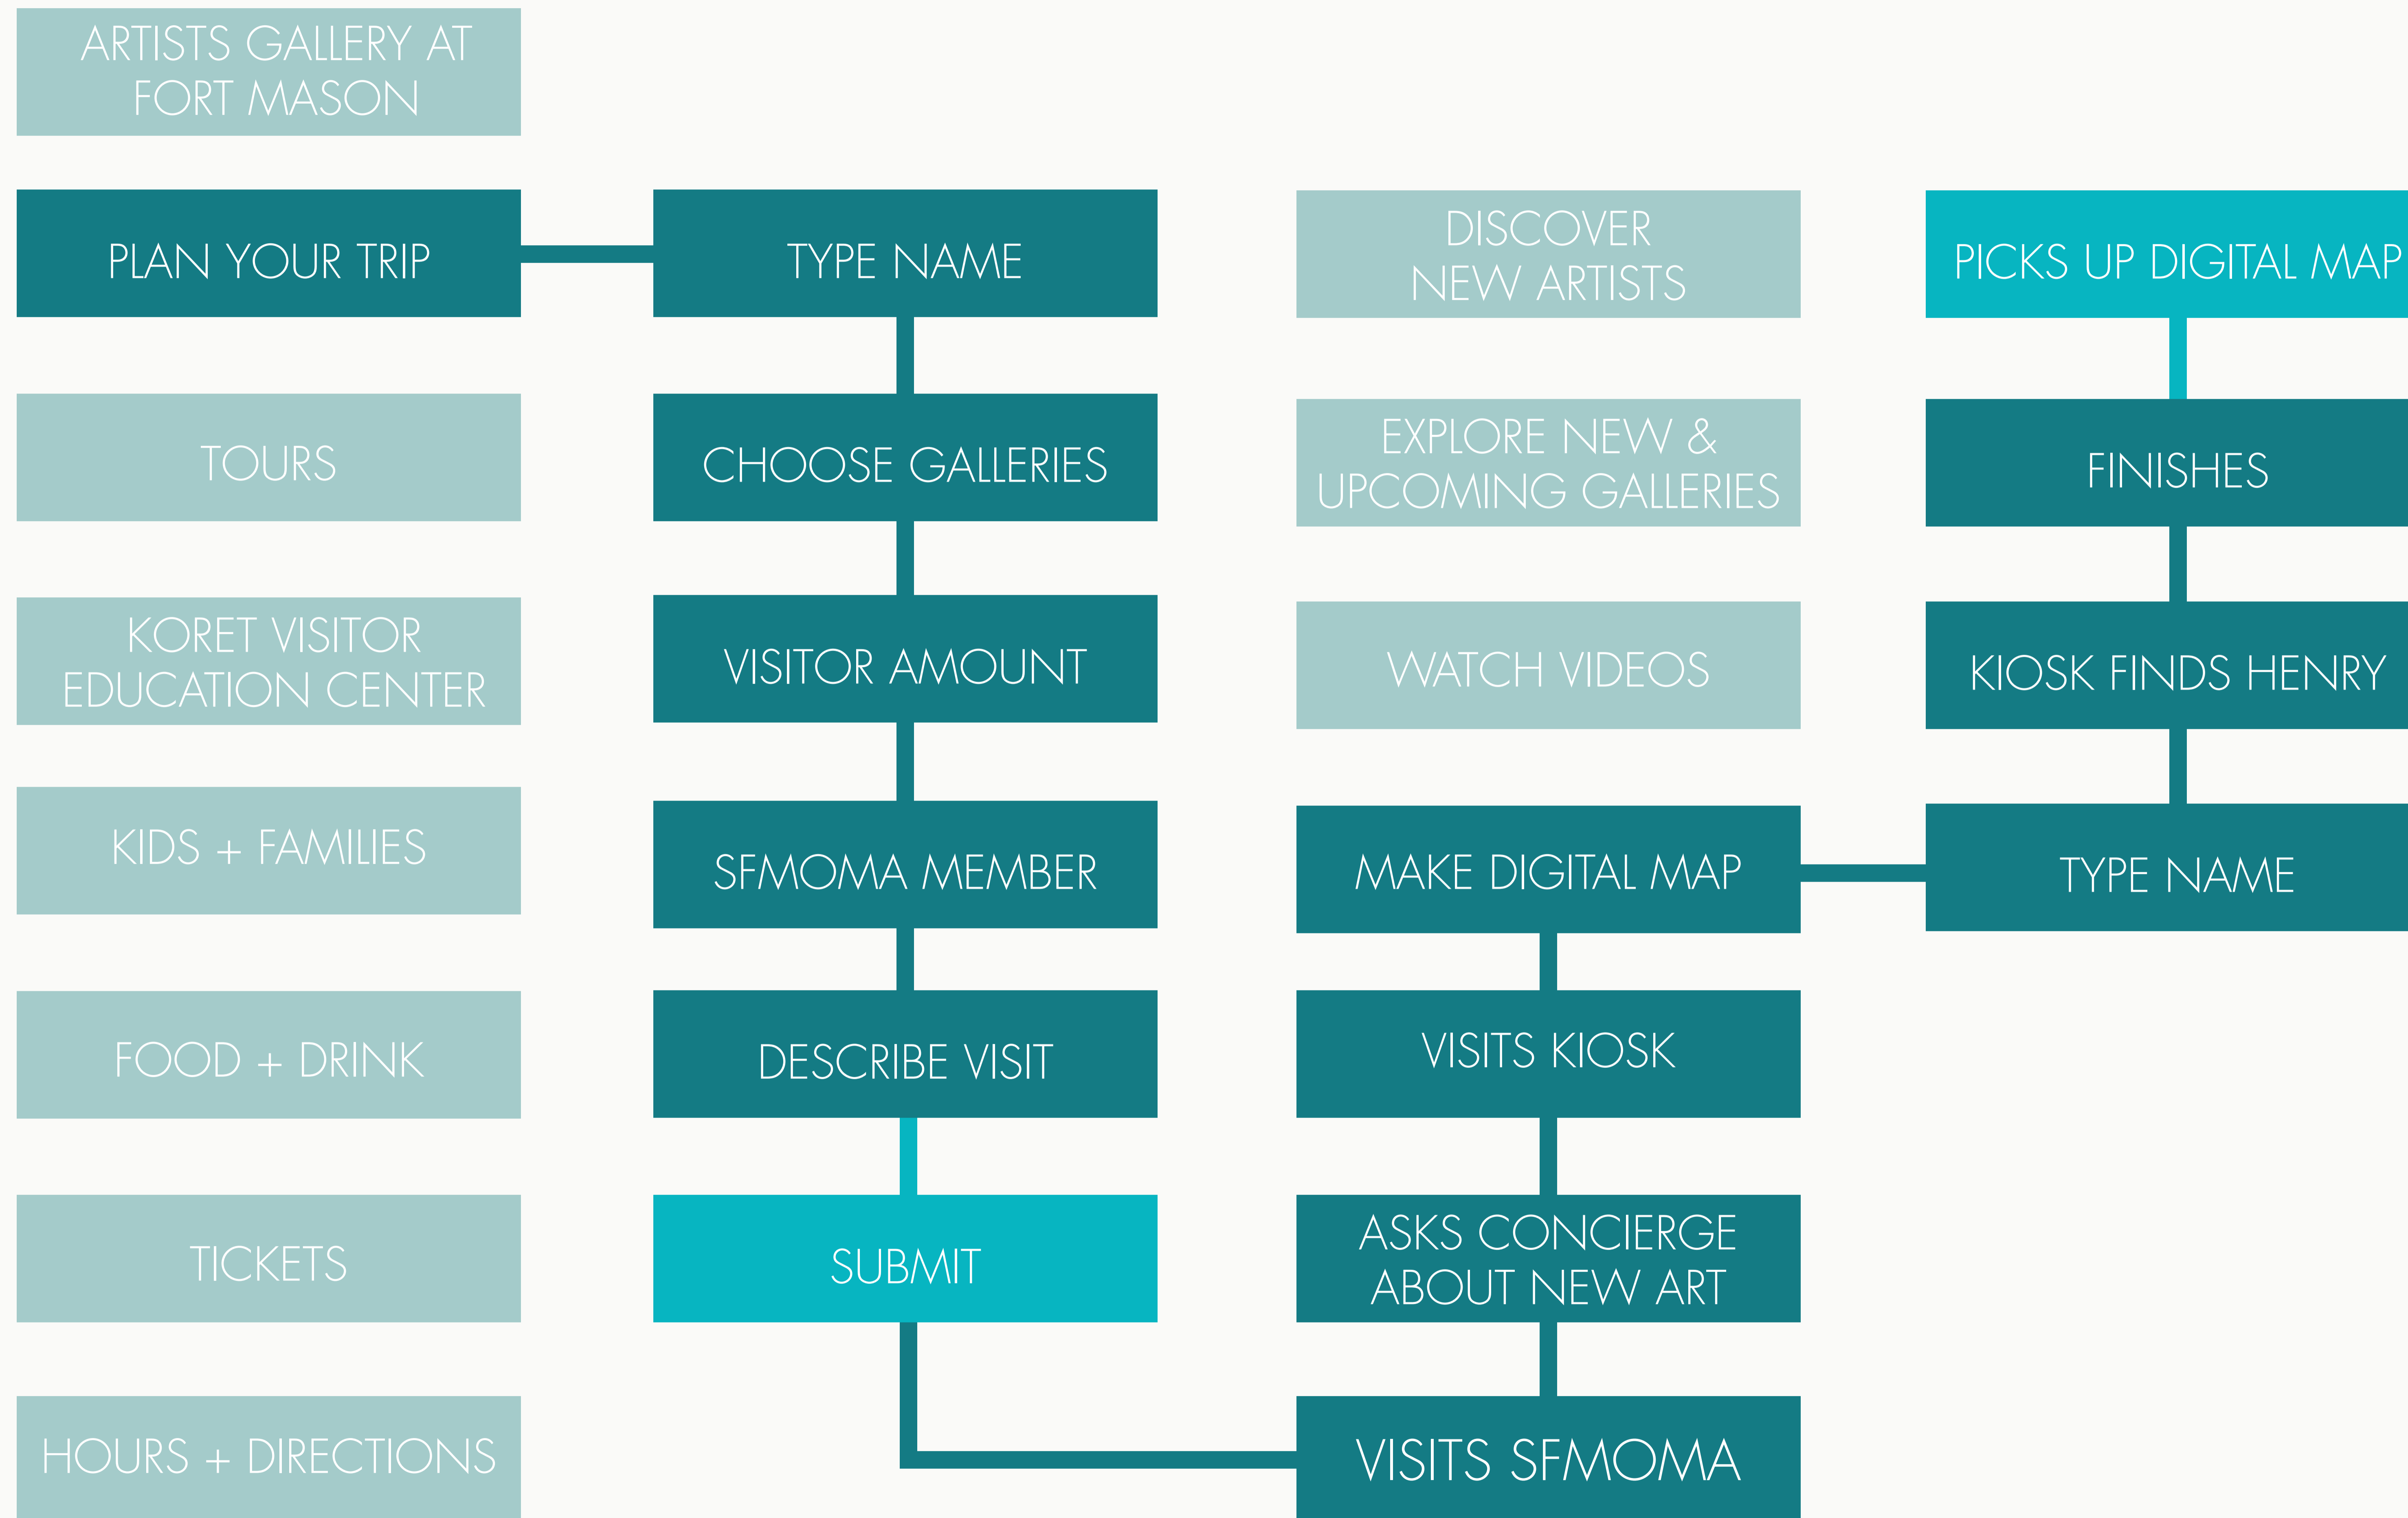 ARTISTS GALLERY AT
FORT MASON
PLAN YOUR TRIP
TOURS
KORET VISITOR
EDUCATION CENTER
KIDS + FAMILIES
FOOD + DRINK
TICKETS
HOURS + DIRECTIONS
TYPE NAME
CHOOSE GALLERIES
VISITOR AMOUNT
SFMOMA MEMBER
DESCRIBE VISIT
SUBMIT
DISCOVER
NEW ARTISTS
EXPLORE NEW &
UPCOMING GALLERIES
WATCH VIDEOS
MAKE DIGITAL MAP
VISITS KIOSK
ASKS CONCIERGE
ABOUT NEW ART
VISITS SFMOMA
PICKS UP DIGITAL MAP
FINISHES
KIOSK FINDS HENRY
TYPE NAME